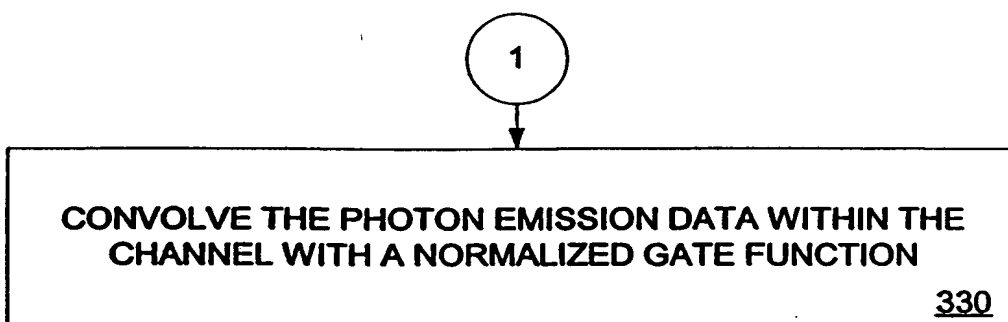 1
CONVOLVE THE PHOTON EMISSION DATA WITHIN THE
CHANNEL WITH A NORMALIZED GATE FUNCTION
330